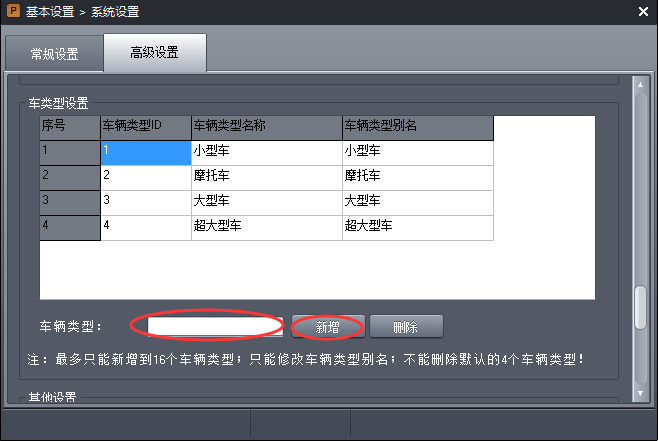 P 基本设置 > 系统设置
常规设置 高级设置
车类型设置
序号 车辆类型ID 车辆类型名称 车辆类型别名
1 1 小型车 小型车
2 2 摩托车 摩托车
3 3 大型车 大型车
4 4 超大型车 超大型车
车辆类型： 新增 删除
注：最多只能新增到16个车辆类型；只能修改车辆类型别名；不能删除默认的4个车辆类型！
其他设置